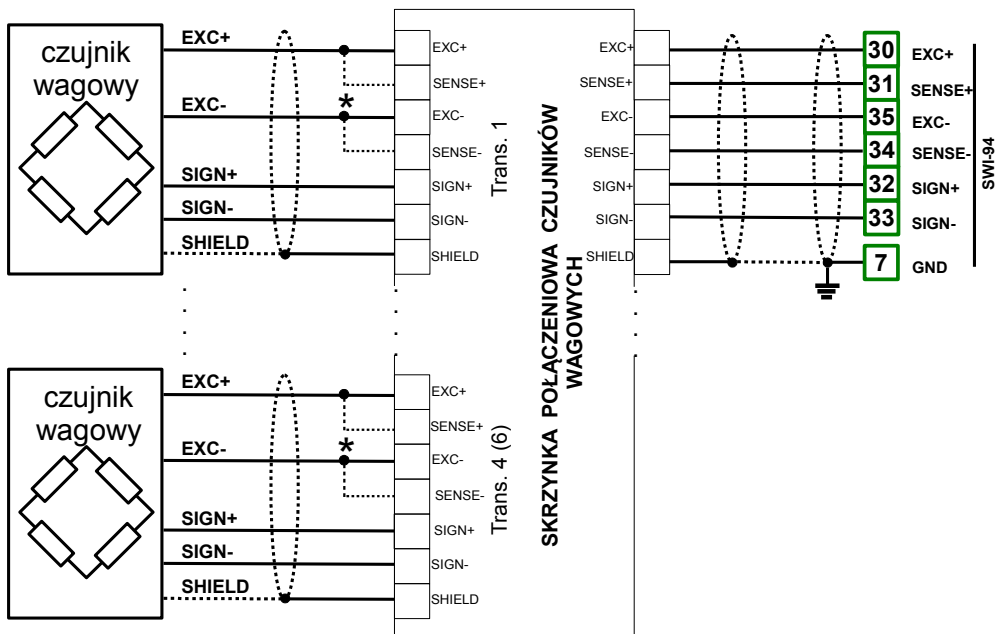 czujnik
wagowy
EXC+
EXC-
SIGN+
SIGN-
SHIELD
*
EXC+
SENSE+
EXC-
SENSE-
SIGN+
SIGN-
SHIELD
Trans. 1
czujnik
wagowy
EXC+
EXC-
SIGN+
SIGN-
SHIELD
*
EXC+
SENSE+
EXC-
SENSE-
SIGN+
SIGN-
SHIELD
Trans. 4 (6)
SKRZYNKA POŁĄCZENIOWA CZUJNIKÓW
WAGOWYCH
EXC+
SENSE+
EXC-
SENSE-
SIGN+
SIGN-
SHIELD
30 EXC+
31 SENSE+
35 EXC-
34 SENSE-
32 SIGN+
33 SIGN-
7 GND
SWI-94